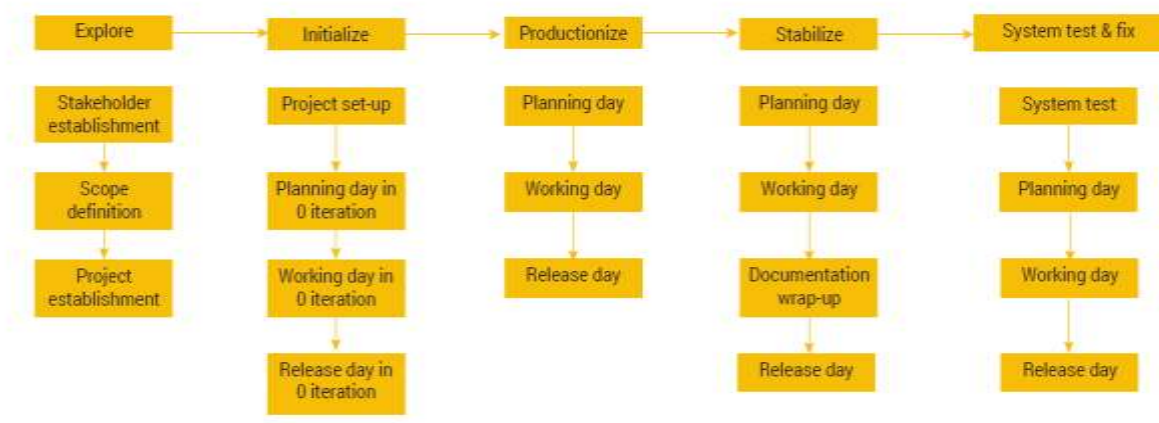 Explore
Initialize
Productionize
Stabilize
System test & fix
Stakeholder
establishment
Scope
definition
Project
establishment
Project set-up
Planning day in
0 iteration
Working day in
0 iteration
Release day in
0 iteration
Planning day
Working day
Release day
Planning day
Working day
Documentation
wrap-up
Release day
System test
Planning day
Working day
Release day